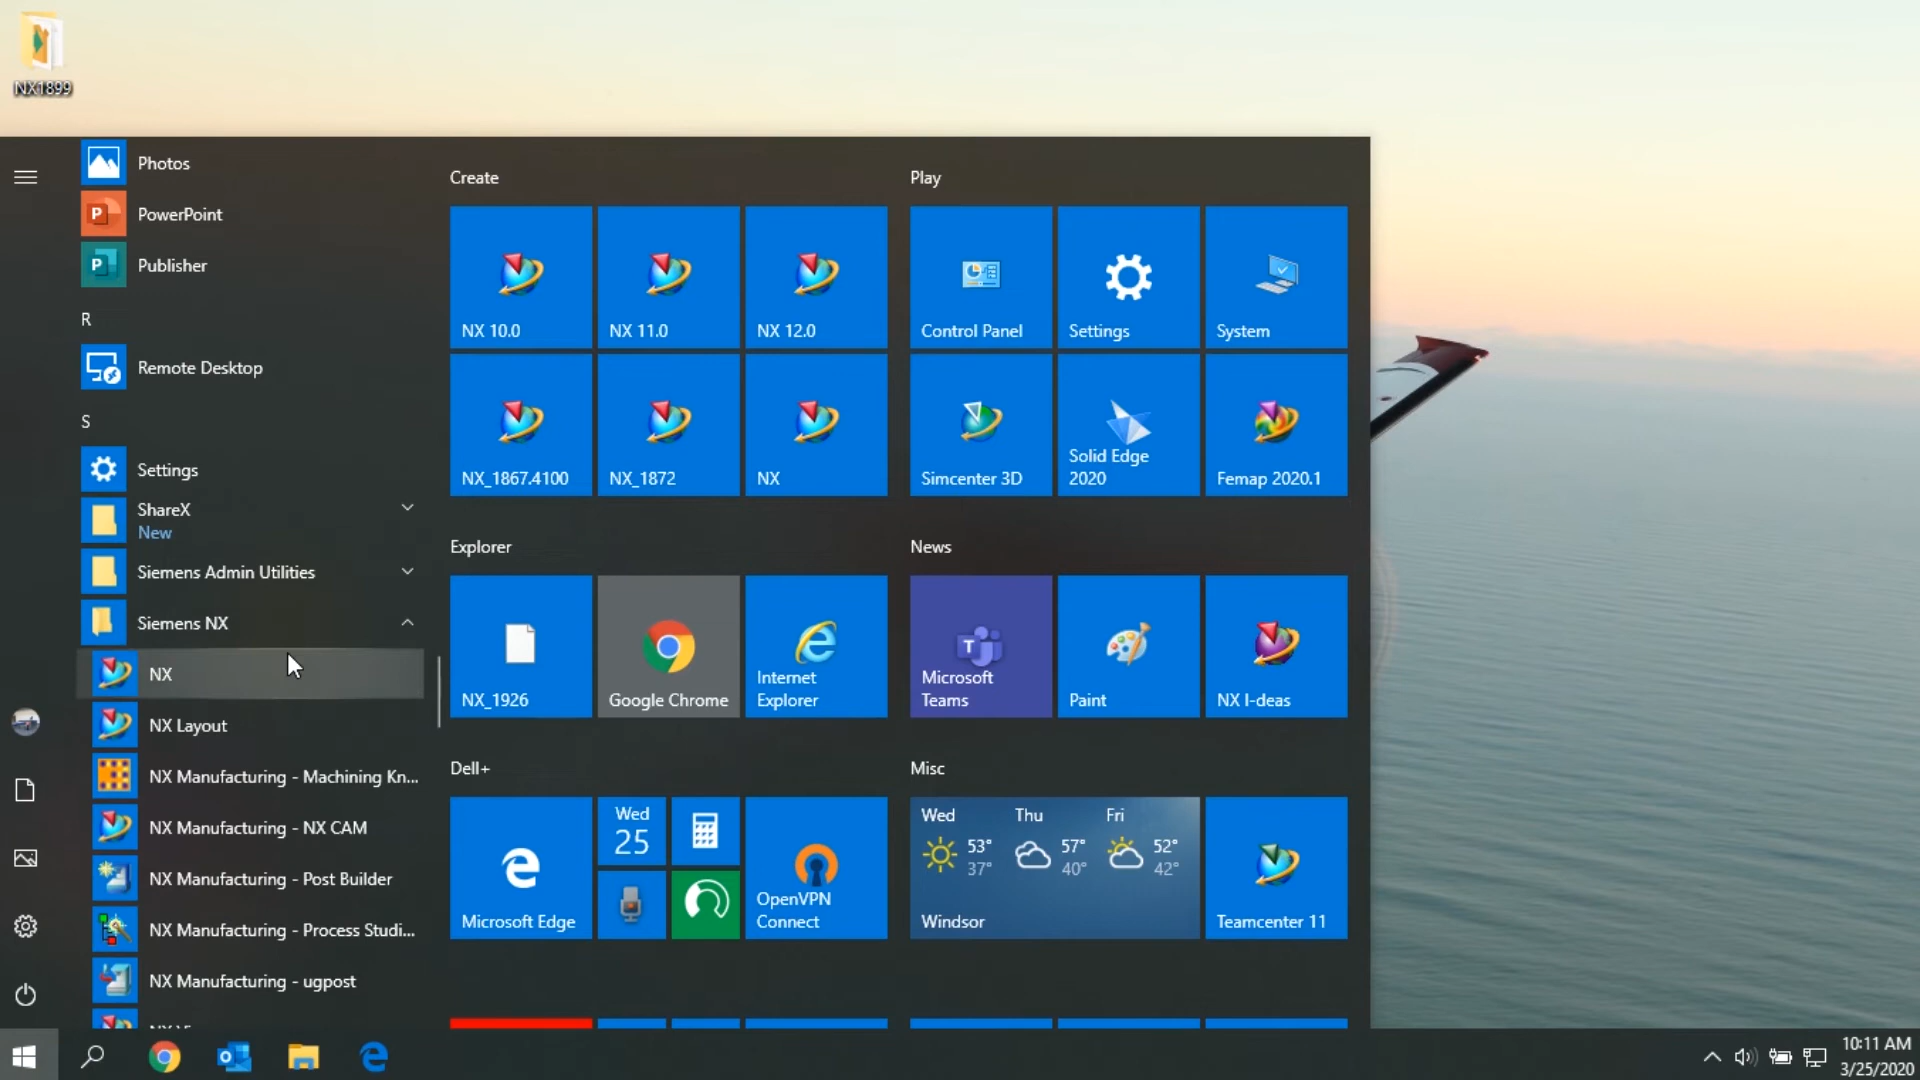 NX1899
Photos
PowerPoint
Publisher
R
Remote Desktop
S
Settings
ShareX
New
Siemens Admin Utilities
Siemens NX
NX
NX Layout
NX Manufacturing - Machining Kn...
NX Manufacturing - NX CAM
NX Manufacturing - Post Builder
NX Manufacturing - Process Studi...
NX Manufacturing - ugpost
Create
NX 10.0
NX 11.0
NX 12.0
NX_1867.4100
NX_1872
NX
Play
Control Panel
Settings
System
Simcenter 3D
Solid Edge
2020
Femap 2020.1
Explorer
NX_1926
Google Chrome
Internet
Explorer
News
Microsoft
Teams
Paint
NX I-deas
Dell+
Microsoft Edge
Wed
25
OpenVPN
Connect
Misc
Wed Thu Fri
53° 57° 52°
37° 40° 42°
Windsor
Teamcenter 11
10:11 AM
3/25/2020